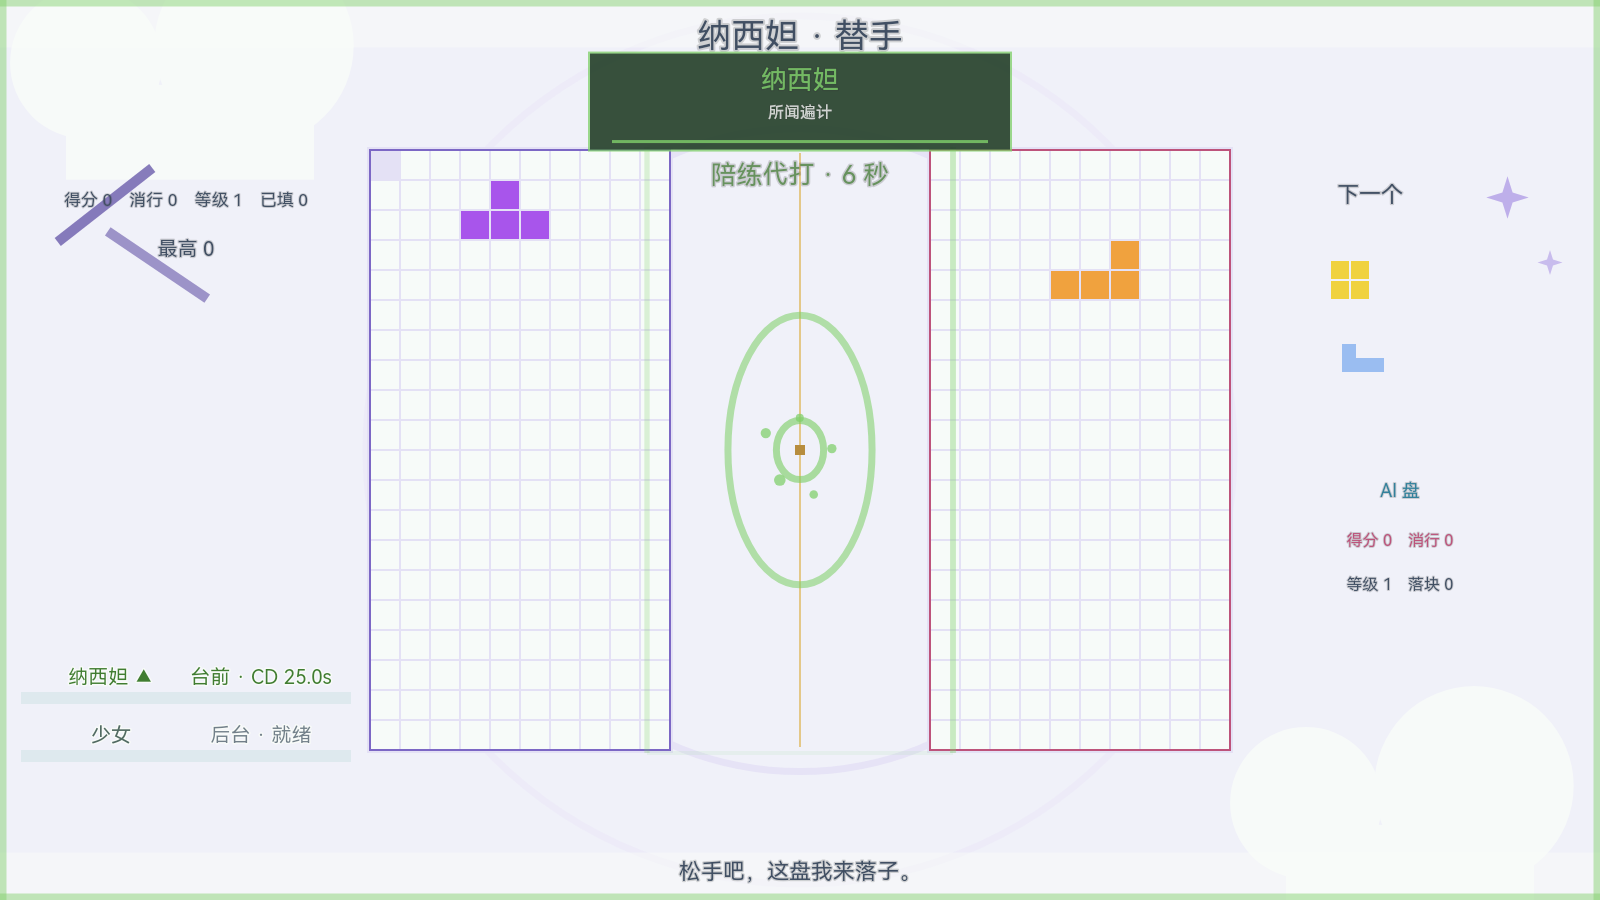 纳西妲 · 替手
纳西妲
所闻遍计
陪练代打 · 6 秒
得分 0 消行 0 等级 1 已填 0
最高 0
下一个
AI 盘
得分 0 消行 0
等级 1 落块 0
纳西妲 ▲ 台前 · CD 25.0s
少女 后台 · 就绪
松手吧，这盘我来落子。